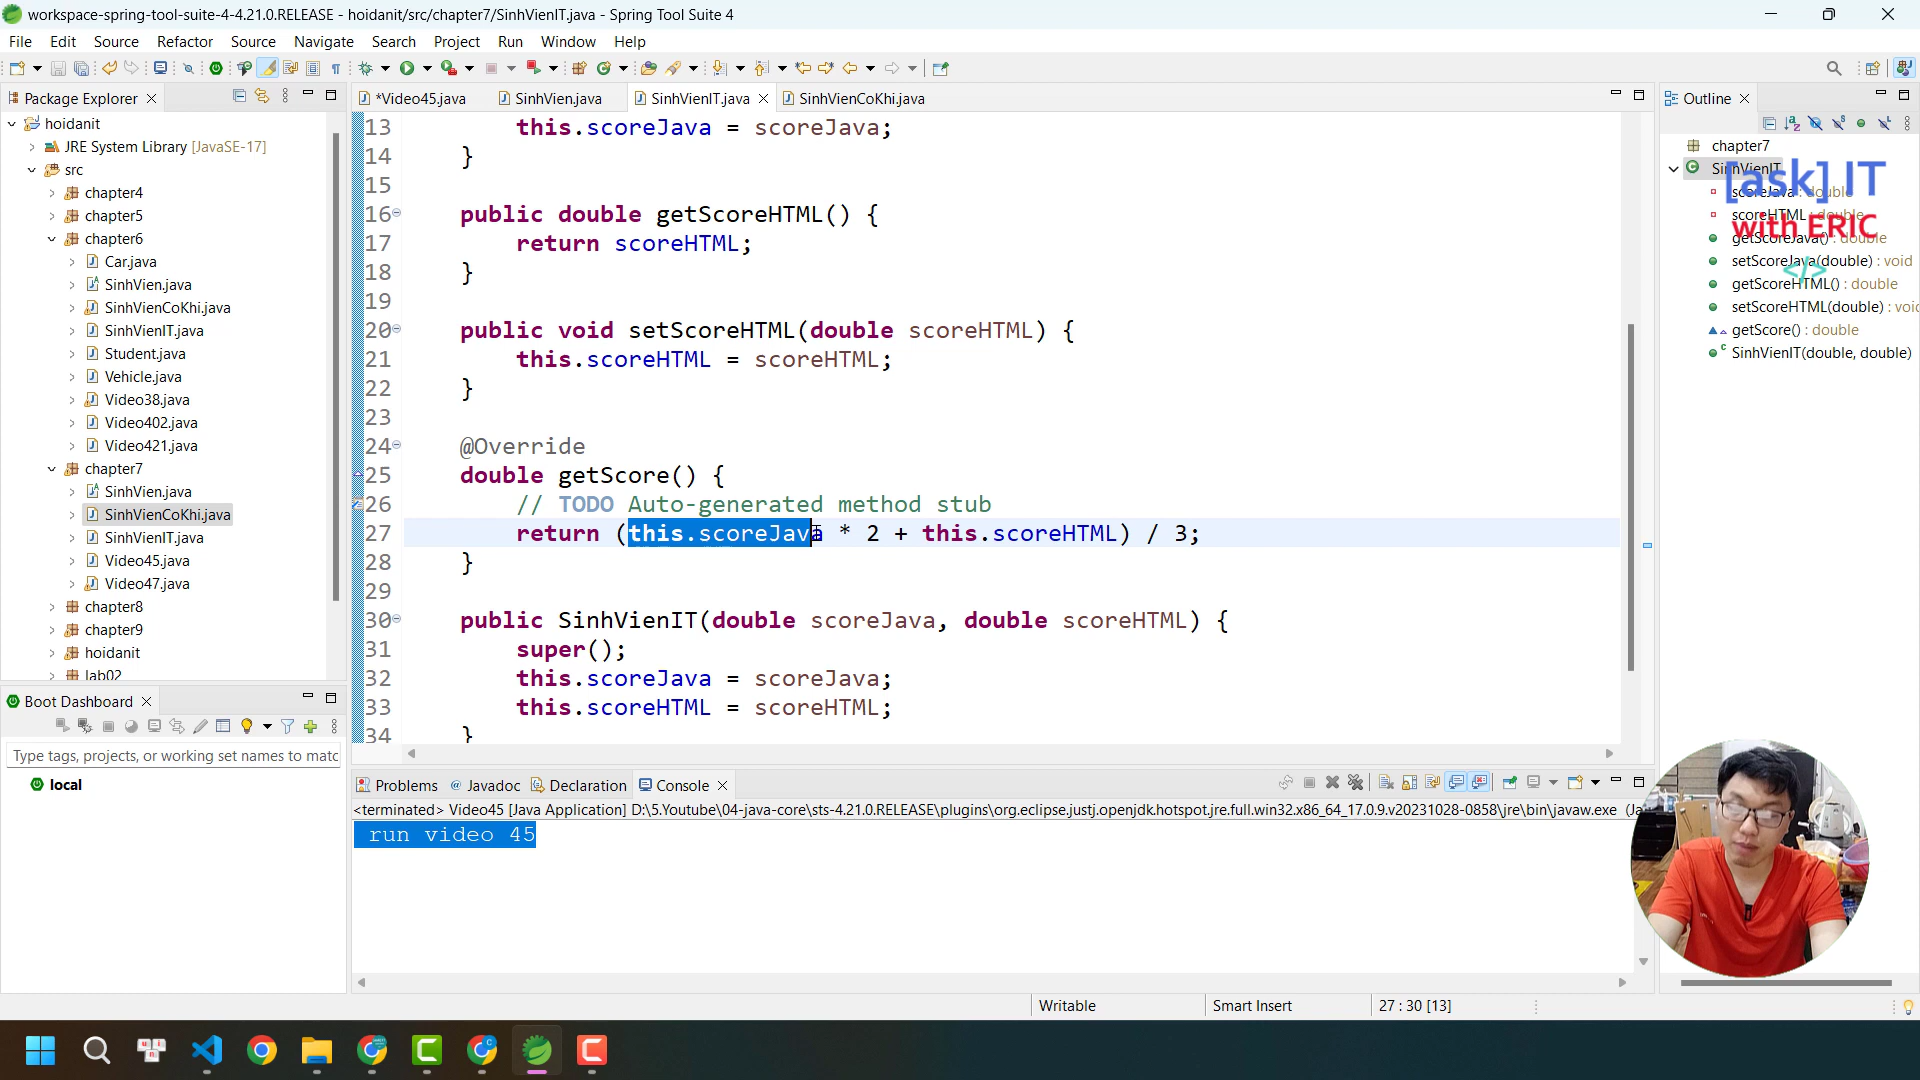 workspace-spring-tool-suite-4-4.21.0.RELEASE - hoidanit/src/chapter7/SinhVienIT.java - Spring Tool Suite 4
File Edit Source Refactor Source Navigate Search Project Run Window Help
Package Explorer
*Video45.java SinhVien.java SinhVienIT.java SinhVienCoKhi.java
Outline
hoidanit
JRE System Library [JavaSE-17]
src
chapter4
chapter5
chapter6
Car.java
SinhVien.java
SinhVienCoKhi.java
SinhVienIT.java
Student.java
Vehicle.java
Video38.java
Video402.java
Video421.java
chapter7
SinhVien.java
SinhVienCoKhi.java
SinhVienIT.java
Video45.java
Video47.java
chapter8
chapter9
hoidanit
lab02
13 this.scoreJava = scoreJava;
14 }
15
16 public double getScoreHTML() {
17 return scoreHTML;
18 }
19
20 public void setScoreHTML(double scoreHTML) {
21 this.scoreHTML = scoreHTML;
22 }
23
24 @Override
25 double getScore() {
26 // TODO Auto-generated method stub
27 return (this.scoreJava * 2 + this.scoreHTML) / 3;
28 }
29
30 public SinhVienIT(double scoreJava, double scoreHTML) {
31 super();
32 this.scoreJava = scoreJava;
33 this.scoreHTML = scoreHTML;
34 }
chapter7
SinhVienIT
scoreJava : double
scoreHTML : double
getScoreJava() : double
setScoreJava(double) : void
getScoreHTML() : double
setScoreHTML(double) : void
getScore() : double
SinhVienIT(double, double)
[ask] IT
with ERIC
</>
Boot Dashboard
Type tags, projects, or working set names to matc
local
Problems Javadoc Declaration Console
<terminated> Video45 [Java Application] D:\5.Youtube\04-java-core\sts-4.21.0.RELEASE\plugins\org.eclipse.justj.openjdk.hotspot.jre.full.win32.x86_64_17.0.9.v20231028-0858\jre\bin\javaw.exe (Ja
run video 45
Writable Smart Insert 27 : 30 [13]